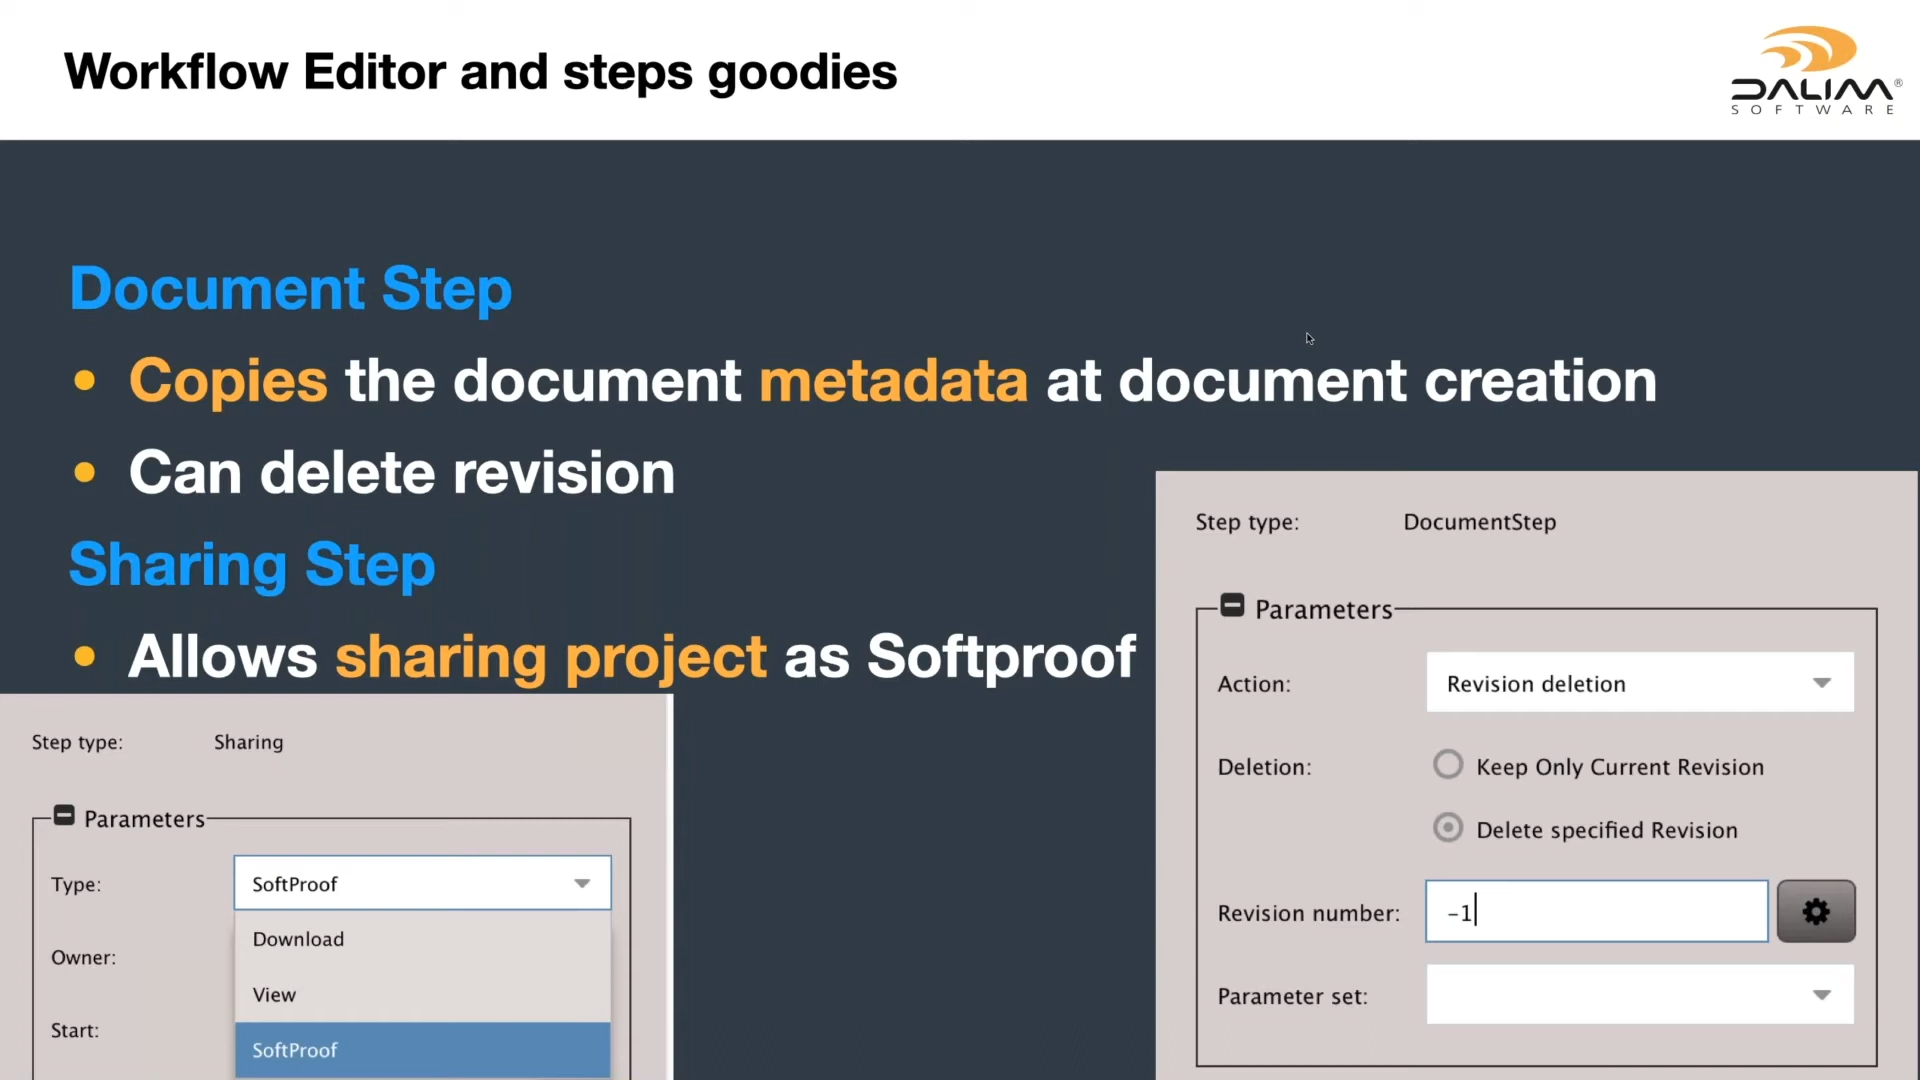 Workflow Editor and steps goodies
DALIM®
SOFTWARE
Document Step
• Copies the document metadata at document creation
• Can delete revision
Sharing Step
• Allows sharing project as Softproof
Step type: Sharing
Parameters
Type: SoftProof
Download
Owner:
View
Start:
SoftProof
Step type: DocumentStep
Parameters
Action: Revision deletion
Deletion: Keep Only Current Revision
Delete specified Revision
Revision number: -1
Parameter set: